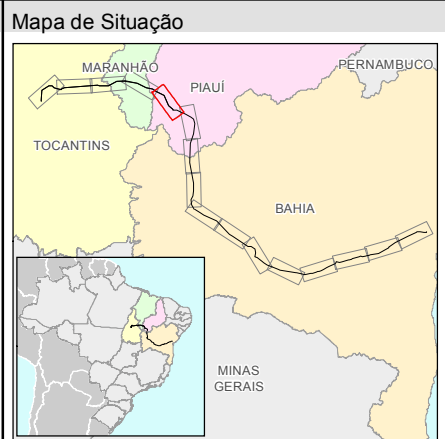 Mapa de Situação
MARANHÃO
PERNAMBUCO
PIAUÍ
TOCANTINS
BAHIA
MINAS
GERAIS